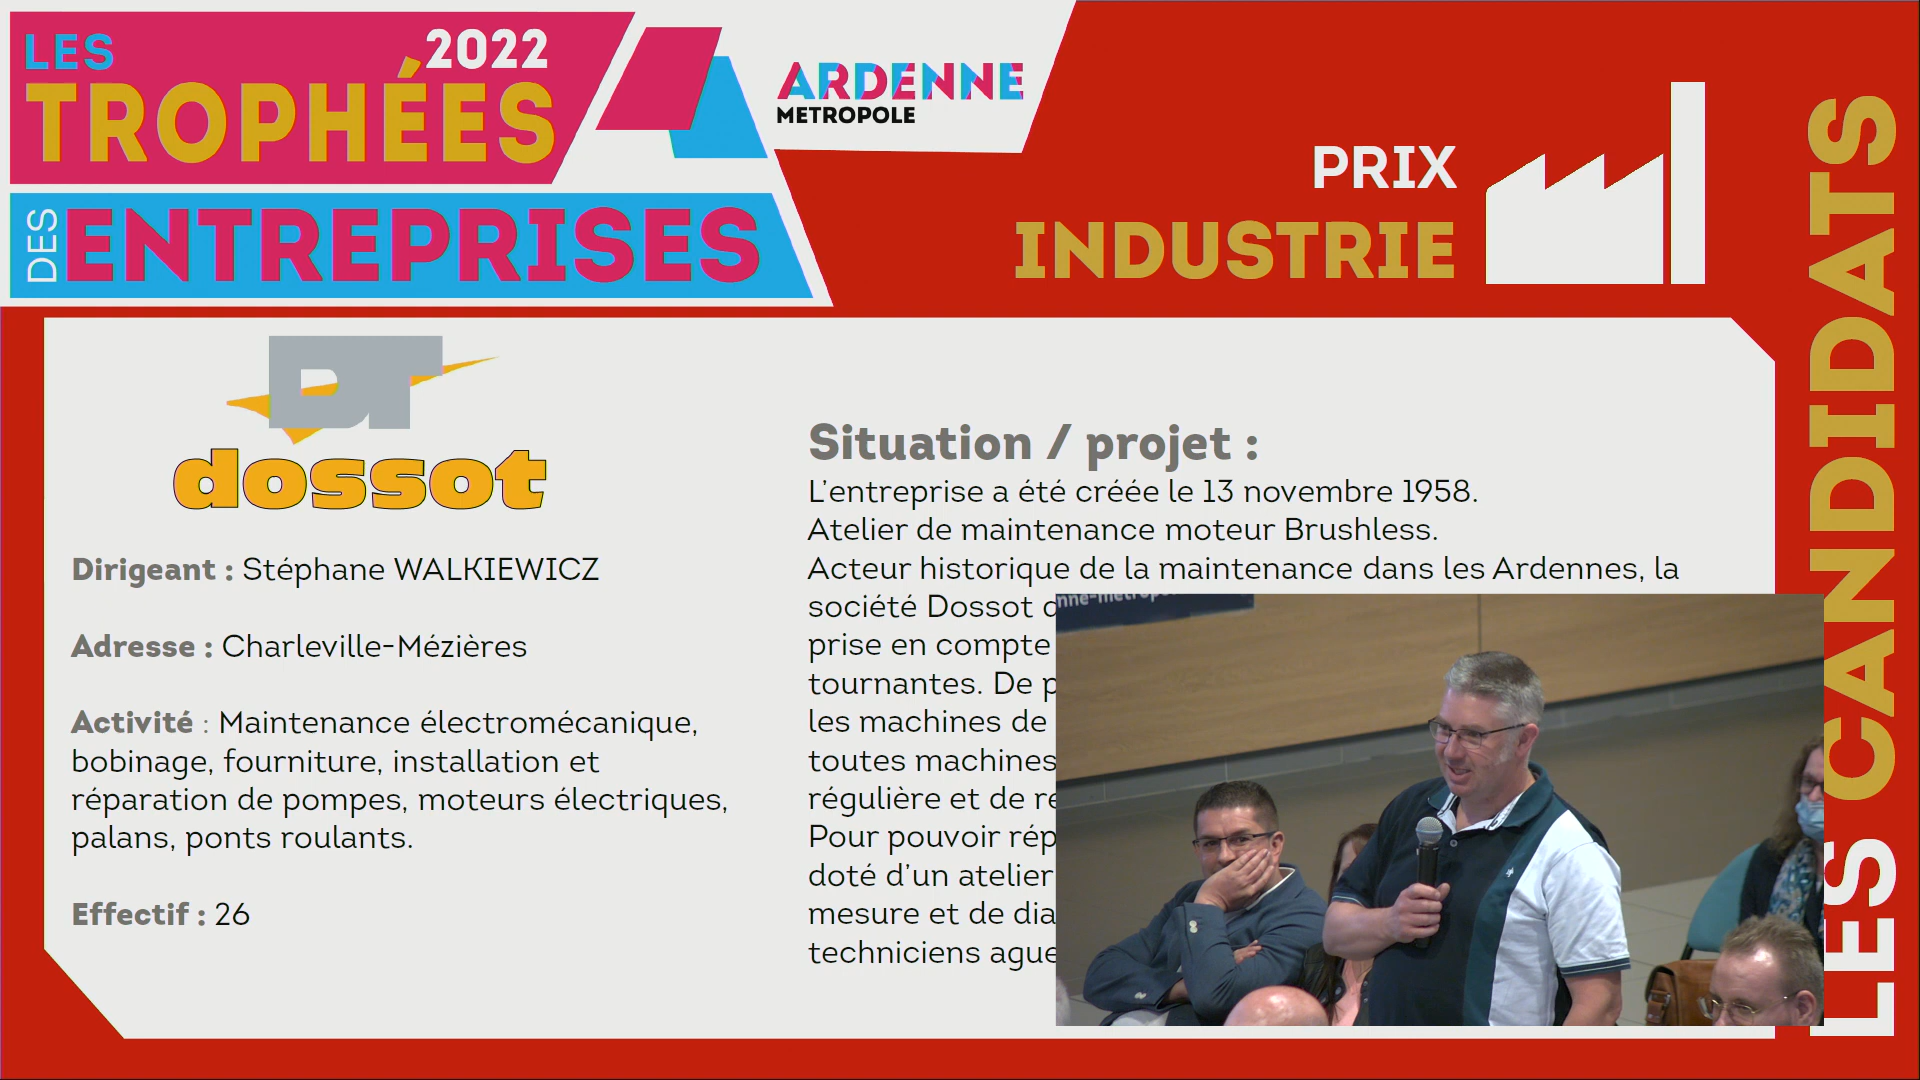 LES
2022
TROPHÉES
DES ENTREPRISES
ARDENNE
METROPOLE
PRIX
INDUSTRIE
LES CANDIDATS
DT
dossot
Dirigeant : Stéphane WALKIEWICZ
Adresse : Charleville-Mézières
Activité : Maintenance électromécanique,
bobinage, fourniture, installation et
réparation de pompes, moteurs électriques,
palans, ponts roulants.
Effectif : 26
Situation / projet :
L'entreprise a été créée le 13 novembre 1958.
Atelier de maintenance moteur Brushless.
Acteur historique de la maintenance dans les Ardennes, la
société Dossot
prise en compte
tournantes. De
les machines de
toutes machines
régulière et de
Pour pouvoir
doté d'un atelier
mesure et de
techniciens